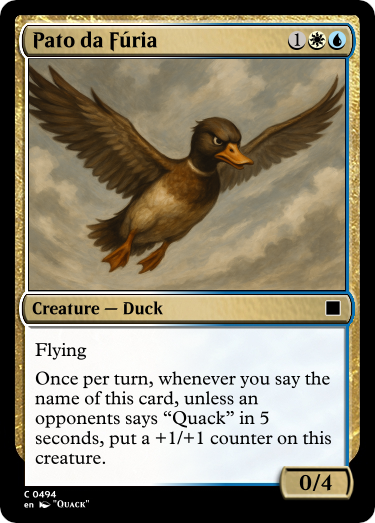 Pato da Fúria 1
Creature — Duck
Flying
Once per turn, whenever you say the
name of this card, unless an
opponents says “Quack” in 5
seconds, put a +1/+1 counter on this
creature.
0/4
C 0494
en "Quack"